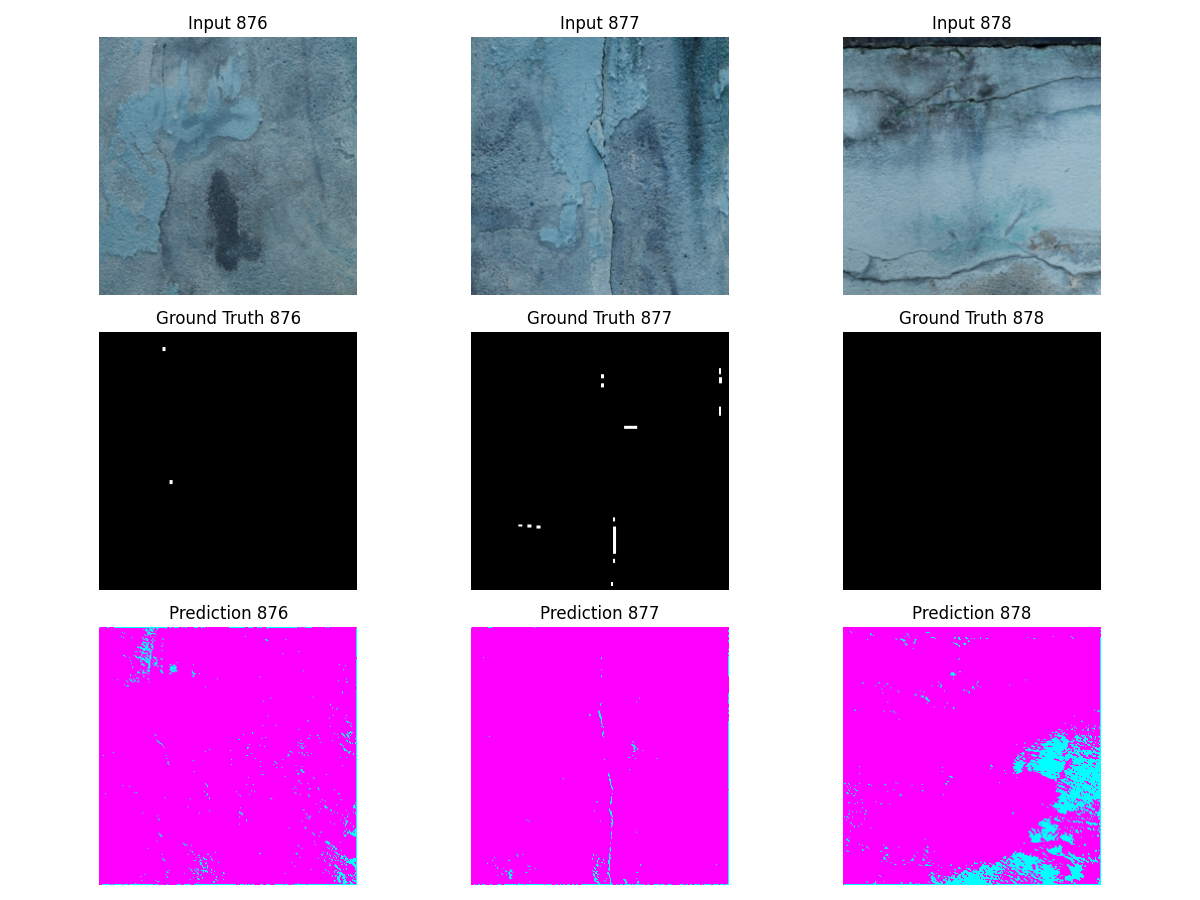 Input 876
Input 877
Input 878
Ground Truth 876
Ground Truth 877
Ground Truth 878
Prediction 876
Prediction 877
Prediction 878